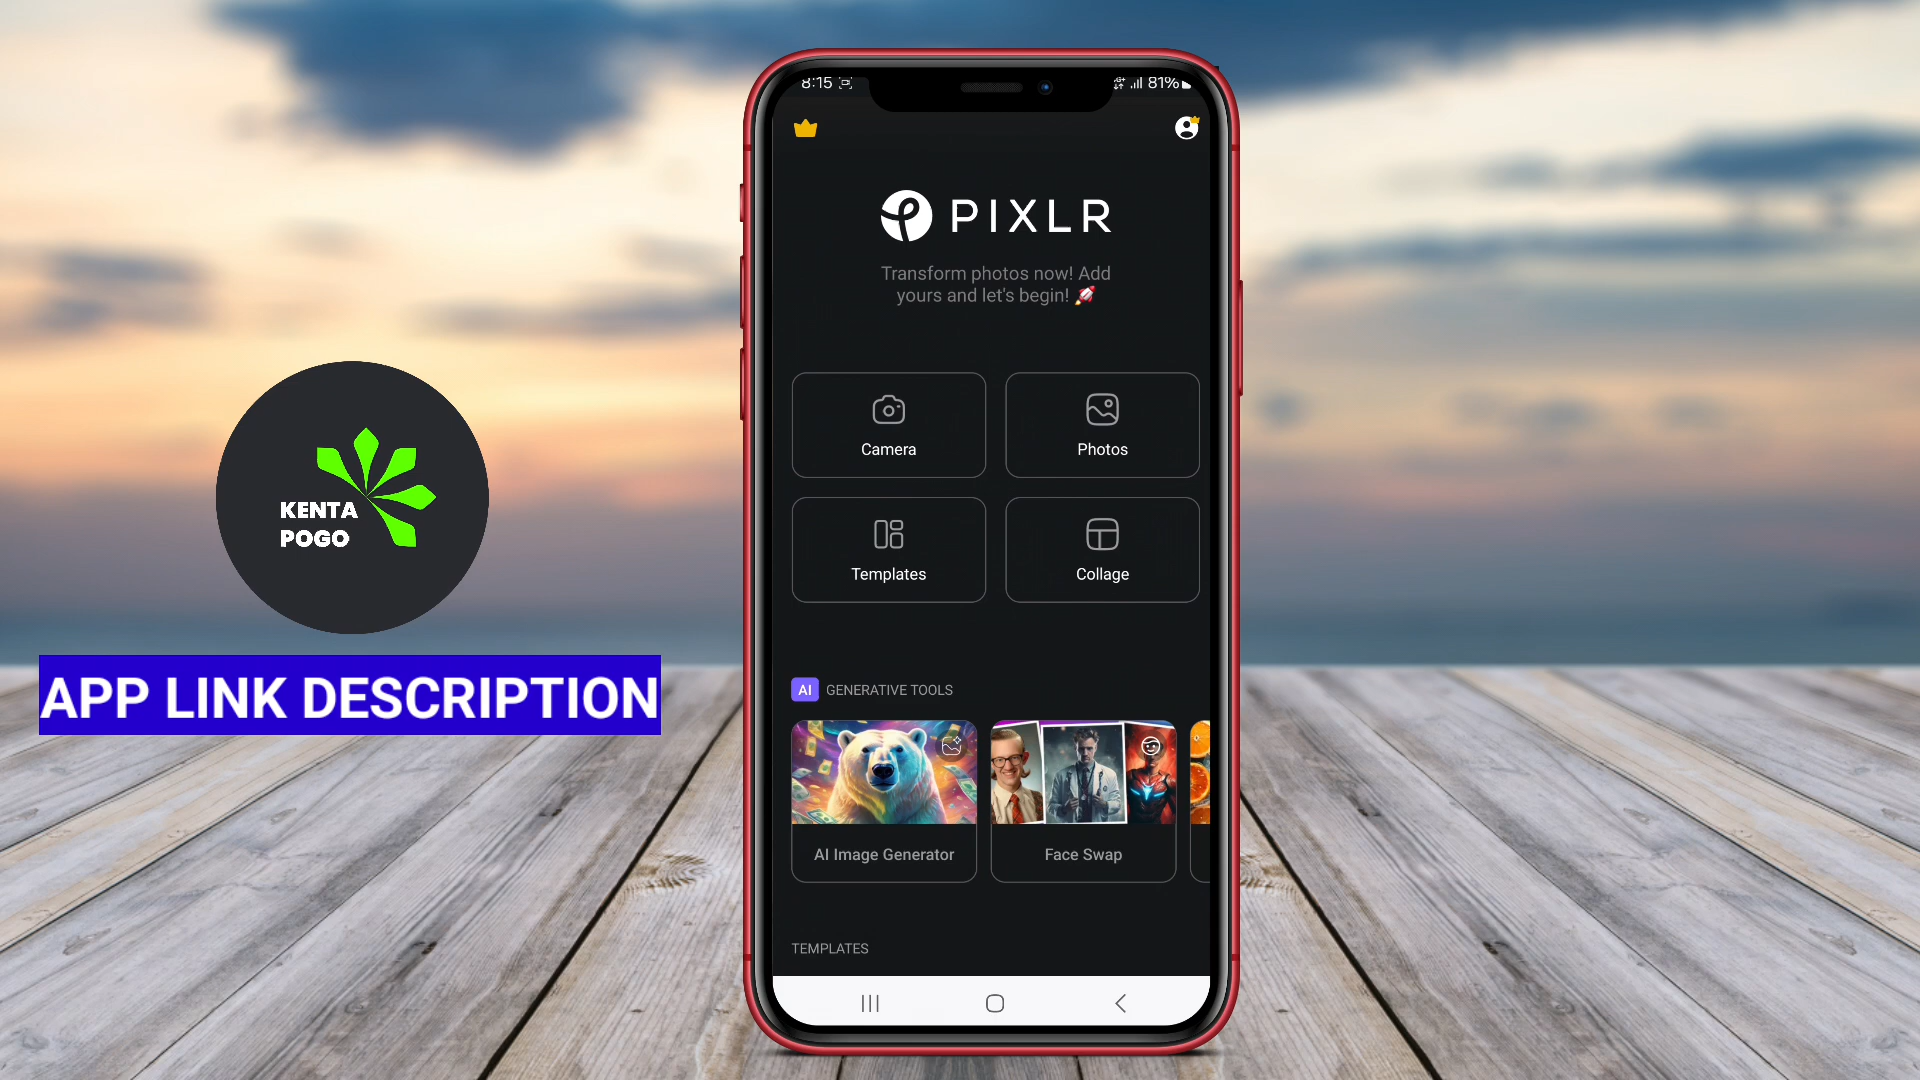 8:15
81%
PIXLR
Transform photos now! Add
yours and let's begin! 🚀
Camera
Photos
Templates
Collage
AI GENERATIVE TOOLS
AI Image Generator
Face Swap
TEMPLATES
KENTA
POGO
APP LINK DESCRIPTION